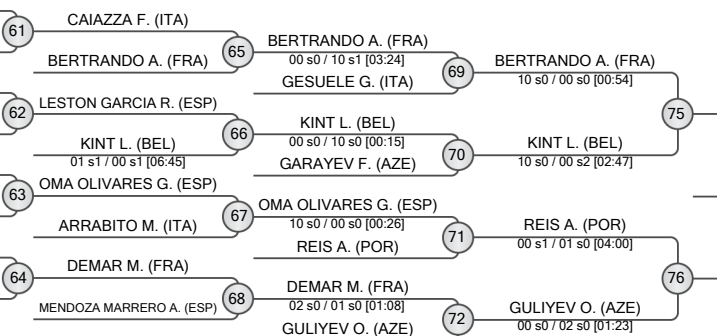 61
CAIAZZA F. (ITA)
BERTRANDO A. (FRA)
65
BERTRANDO A. (FRA)
00 s0 / 10 s1 [03:24]
GESUELE G. (ITA)
69
BERTRANDO A. (FRA)
10 s0 / 00 s0 [00:54]
62
LESTON GARCIA R. (ESP)
KINT L. (BEL)
01 s1 / 00 s1 [06:45]
66
KINT L. (BEL)
00 s0 / 10 s0 [00:15]
GARAYEV F. (AZE)
70
KINT L. (BEL)
10 s0 / 00 s2 [02:47]
75
63
OMA OLIVARES G. (ESP)
ARRABITO M. (ITA)
67
OMA OLIVARES G. (ESP)
10 s0 / 00 s0 [00:26]
REIS A. (POR)
71
REIS A. (POR)
00 s1 / 01 s0 [04:00]
64
DEMAR M. (FRA)
MENDOZA MARRERO A. (ESP)
68
DEMAR M. (FRA)
02 s0 / 01 s0 [01:08]
GULIYEV O. (AZE)
72
GULIYEV O. (AZE)
00 s0 / 02 s0 [01:23]
76